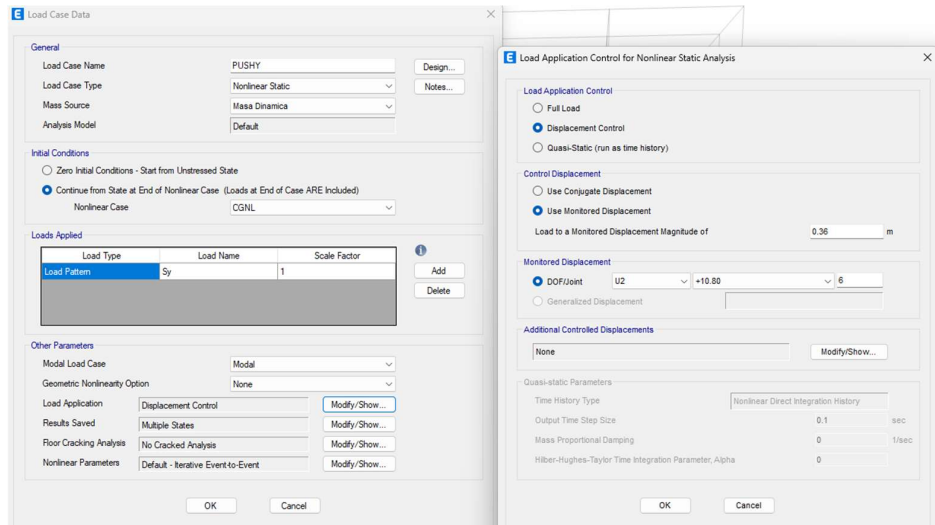 E Load Case Data
General
Load Case Name PUSHY Design...
Load Case Type Nonlinear Static Notes...
Mass Source Masa Dinamica
Analysis Model Default
Initial Conditions
Zero Initial Conditions - Start from Unstressed State
Continue from State at End of Nonlinear Case (Loads at End of Case ARE Included)
Nonlinear Case CGNL
Loads Applied
Load Type Load Name Scale Factor
Load Pattern Sy 1 Add
Delete
Other Parameters
Modal Load Case Modal
Geometric Nonlinearity Option None
Load Application Displacement Control Modify/Show...
Results Saved Multiple States Modify/Show...
Floor Cracking Analysis No Cracked Analysis Modify/Show...
Nonlinear Parameters Default - Iterative Event-to-Event Modify/Show...
OK Cancel
E Load Application Control for Nonlinear Static Analysis
Load Application Control
Full Load
Displacement Control
Quasi-Static (run as time history)
Control Displacement
Use Conjugate Displacement
Use Monitored Displacement
Load to a Monitored Displacement Magnitude of 0.36 m
Monitored Displacement
DOF/Joint U2 +10.80 6
Generalized Displacement
Additional Controlled Displacements
None Modify/Show...
Quasi-static Parameters
Time History Type Nonlinear Direct Integration History
Output Time Step Size 0.1 sec
Mass Proportional Damping 0 1/sec
Hilber-Hughes-Taylor Time Integration Parameter, Alpha 0
OK Cancel